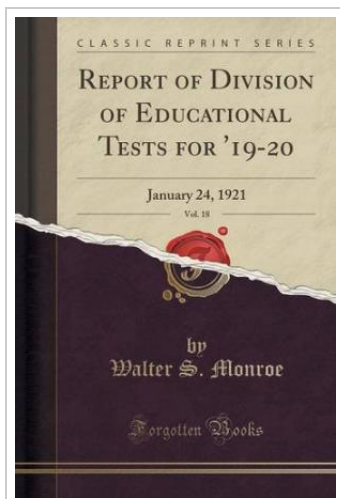 CLASSIC REPRINT SERIES
REPORT OF DIVISION
OF EDUCATIONAL
TESTS FOR '19-20
January 24, 1921
Vol. 18
by
Walter S. Monroe
Forgotten Books